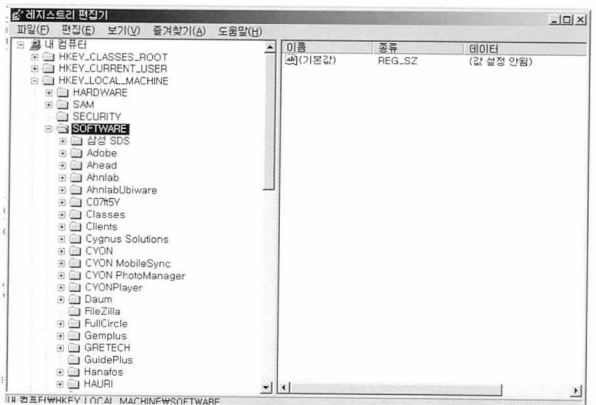 레지스트리 편집기
파일(F) 편집(E) 보기(V) 즐겨찾기(A) 도움말(H)
내 컴퓨터
HKEY_CLASSES_ROOT
HKEY_CURRENT_USER
HKEY_LOCAL_MACHINE
HARDWARE
SAM
SECURITY
SOFTWARE
삼성 SDS
Adobe
Ahead
Ahnlab
AhnlabUbiware
C07ft5Y
Classes
Clients
Cygnus Solutions
CYON
CYON MobileSync
CYON PhotoManager
CYONPlayer
Daum
FileZilla
FullCircle
Gemplus
GRETECH
GuidePlus
Hanafos
HAURI
이름 종류 데이터
(기본값) REG_SZ (값 설정 안됨)
내 컴퓨터₩HKEY_LOCAL_MACHINE₩SOFTWARE